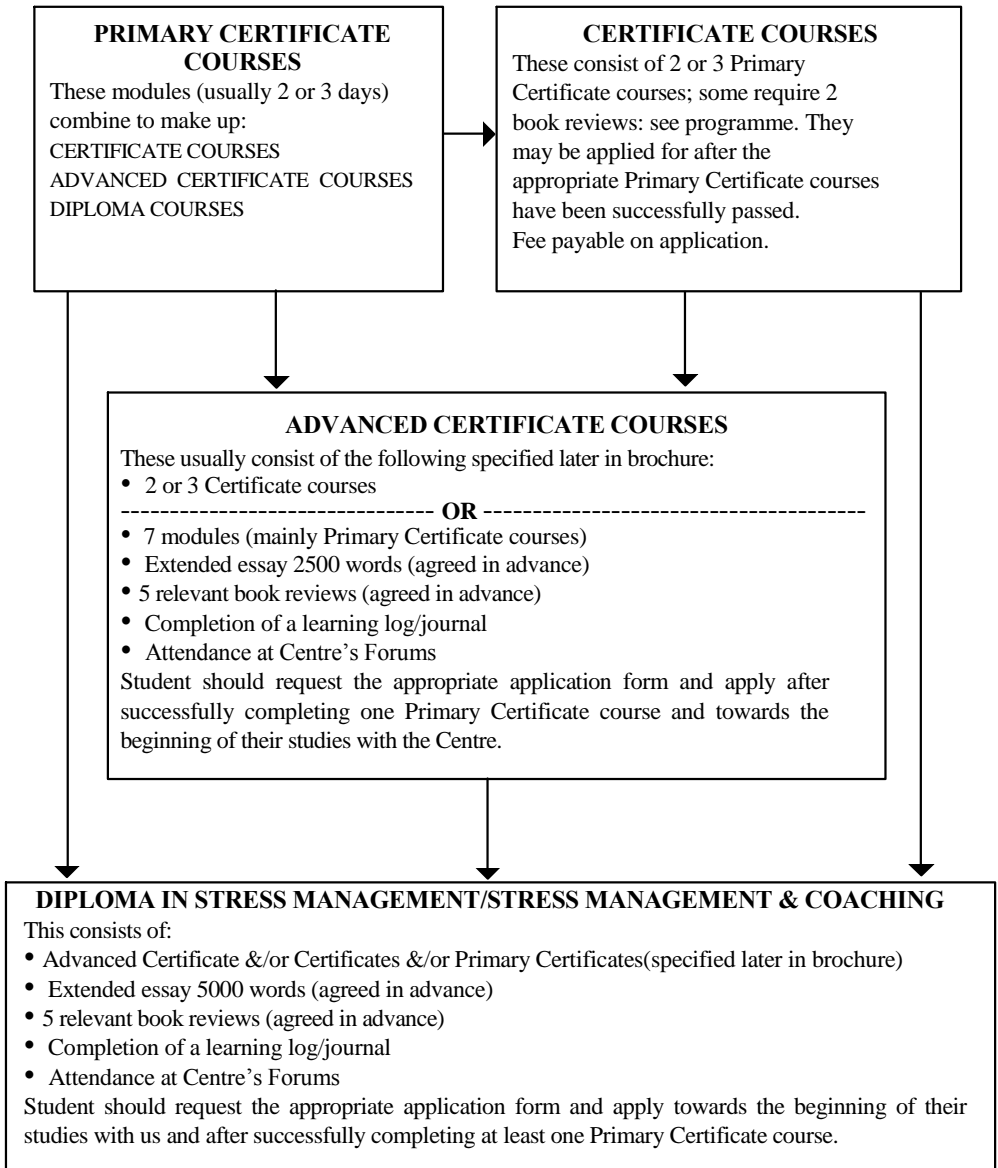 PRIMARY CERTIFICATE
COURSES
These modules (usually 2 or 3 days)
combine to make up:
CERTIFICATE COURSES
ADVANCED CERTIFICATE COURSES
DIPLOMA COURSES
CERTIFICATE COURSES
These consist of 2 or 3 Primary
Certificate courses; some require 2
book reviews: see programme. They
may be applied for after the
appropriate Primary Certificate courses
have been successfully passed.
Fee payable on application.
ADVANCED CERTIFICATE COURSES
These usually consist of the following specified later in brochure:
• 2 or 3 Certificate courses
--------------------------------- OR ----------------------------------------
• 7 modules (mainly Primary Certificate courses)
• Extended essay 2500 words (agreed in advance)
• 5 relevant book reviews (agreed in advance)
• Completion of a learning log/journal
• Attendance at Centre's Forums
Student should request the appropriate application form and apply after
successfully completing one Primary Certificate course and towards the
beginning of their studies with the Centre.
DIPLOMA IN STRESS MANAGEMENT/STRESS MANAGEMENT & COACHING
This consists of:
• Advanced Certificate &/or Certificates &/or Primary Certificates(specified later in brochure)
• Extended essay 5000 words (agreed in advance)
• 5 relevant book reviews (agreed in advance)
• Completion of a learning log/journal
• Attendance at Centre's Forums
Student should request the appropriate application form and apply towards the beginning of their
studies with us and after successfully completing at least one Primary Certificate course.